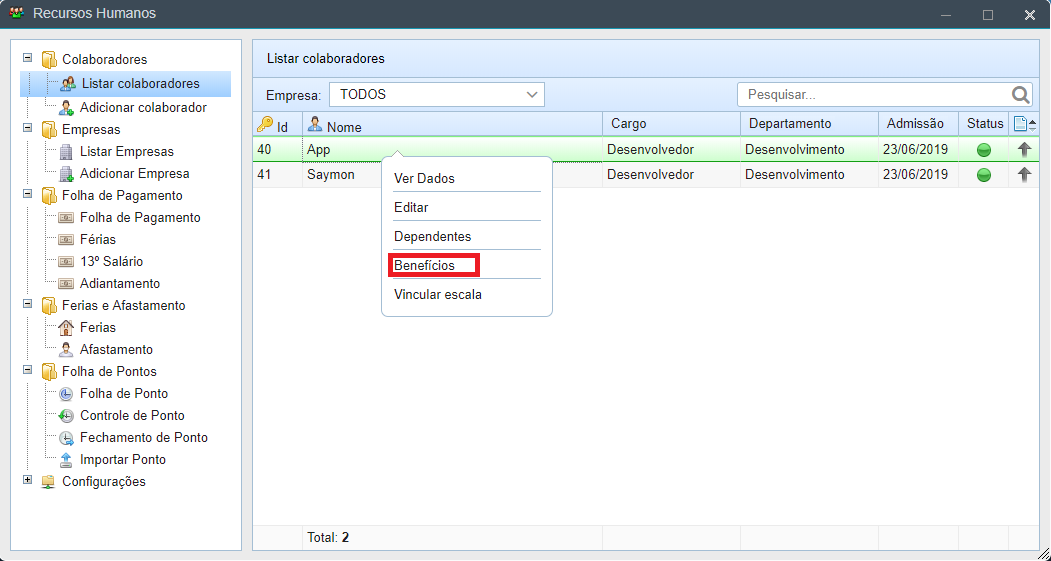 Recursos Humanos
Colaboradores
Listar colaboradores
Adicionar colaborador
Empresas
Listar Empresas
Adicionar Empresa
Folha de Pagamento
Folha de Pagamento
Férias
13º Salário
Adiantamento
Ferias e Afastamento
Ferias
Afastamento
Folha de Pontos
Folha de Ponto
Controle de Ponto
Fechamento de Ponto
Importar Ponto
Configurações
Listar colaboradores
Empresa: TODOS Pesquisar...
Id Nome Cargo Departamento Admissão Status
40 App Desenvolvedor Desenvolvimento 23/06/2019
41 Saymon Desenvolvedor Desenvolvimento 23/06/2019
Ver Dados
Editar
Dependentes
Benefícios
Vincular escala
Total: 2